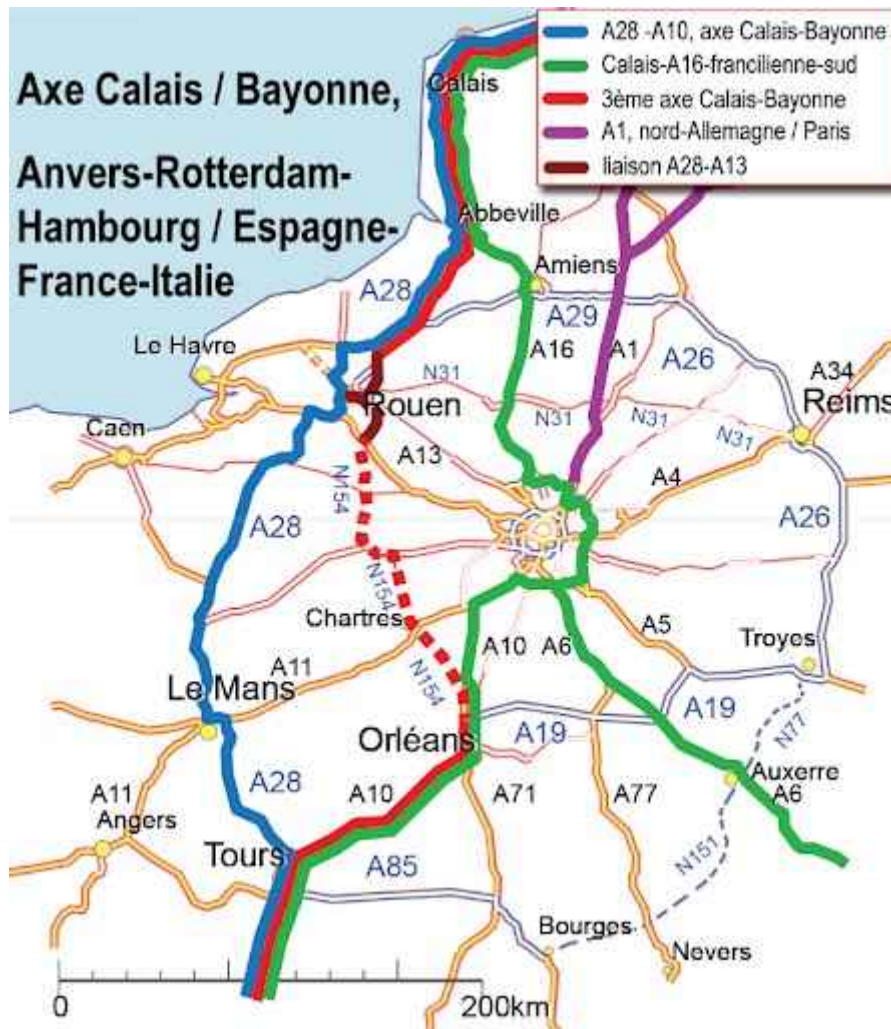 A28 -A10, axe Calais-Bayonne
Calais-A16-francilienne-sud
3ème axe Calais-Bayonne
A1, nord-Allemagne / Paris
liaison A28-A13
Axe Calais / Bayonne,
Anvers-Rotterdam-
Hambourg / Espagne-
France-Italie
Calais
Abbeville
Amiens
A28
A29
Le Havre
A16
A1
A26
A34
N31
Rouen
N31
N31
N31
Reims
Caen
A13
A4
N154
A28
A26
N154
Chartres
A10
A6
A5
Troyes
A11
Le Mans
N154
A19
A19
N77
Orléans
A28
A11
A10
A71
A77
Auxerre
A6
Angers
Tours
A85
N151
Bourges
Nevers
0
200km